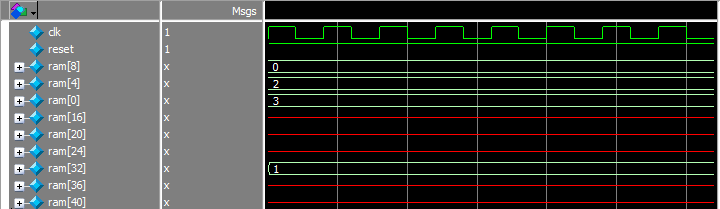 Msgs
clk 1
reset 1
ram[8] x 0
ram[4] x 2
ram[0] x 3
ram[16] x
ram[20] x
ram[24] x
ram[32] x 1
ram[36] x
ram[40] x